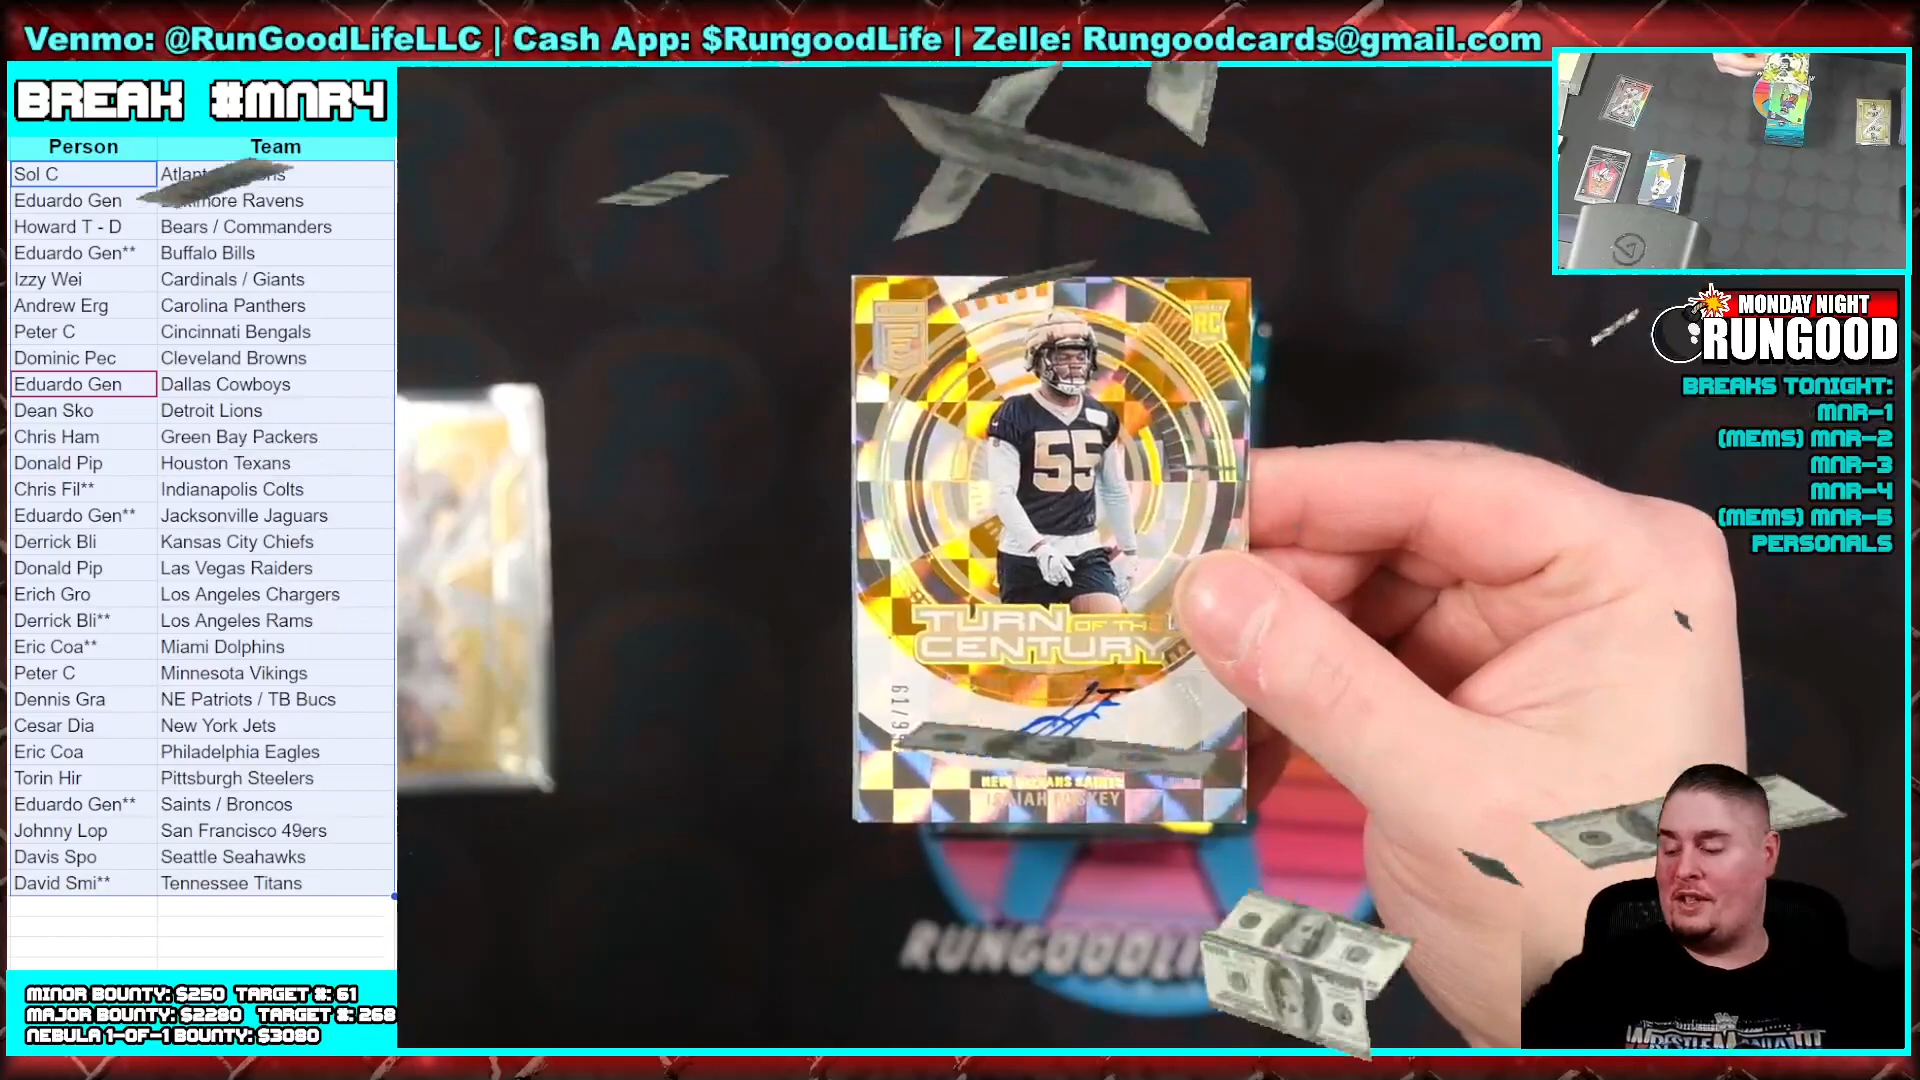 Venmo: @RunGoodLifeLLC | Cash App: $RungoodLife | Zelle: Rungoodcards@gmail.com
BREAK #MNR4
Person Team
Sol C
Eduardo Gen Ravens
Howard T - D Bears / Commanders
Eduardo Gen** Buffalo Bills
Izzy Wei Cardinals / Giants
Andrew Erg Carolina Panthers
Peter C Cincinnati Bengals
Dominic Pec Cleveland Browns
Eduardo Gen Dallas Cowboys
Dean Sko Detroit Lions
Chris Ham Green Bay Packers
Donald Pip Houston Texans
Chris Fil** Indianapolis Colts
Eduardo Gen** Jacksonville Jaguars
Derrick Bli Kansas City Chiefs
Donald Pip Las Vegas Raiders
Erich Gro Los Angeles Chargers
Derrick Bli** Los Angeles Rams
Eric Coa** Miami Dolphins
Peter C Minnesota Vikings
Dennis Gra NE Patriots / TB Bucs
Cesar Dia New York Jets
Eric Coa Philadelphia Eagles
Torin Hir Pittsburgh Steelers
Eduardo Gen** Saints / Broncos
Johnny Lop San Francisco 49ers
Davis Spo Seattle Seahawks
David Smi** Tennessee Titans
MINOR BOUNTY: $250 TARGET #: 61
MAJOR BOUNTY: $2280 TARGET #: 268
NEBULA 1-OF-1 BOUNTY: $3080
RC
55
TURN OF THE
CENTURY
RUNGOODLI
MONDAY NIGHT
RUNGOOD
BREAKS TONIGHT:
MNR-1
(MEMS) MNR-2
MNR-3
MNR-4
(MEMS) MNR-5
PERSONALS